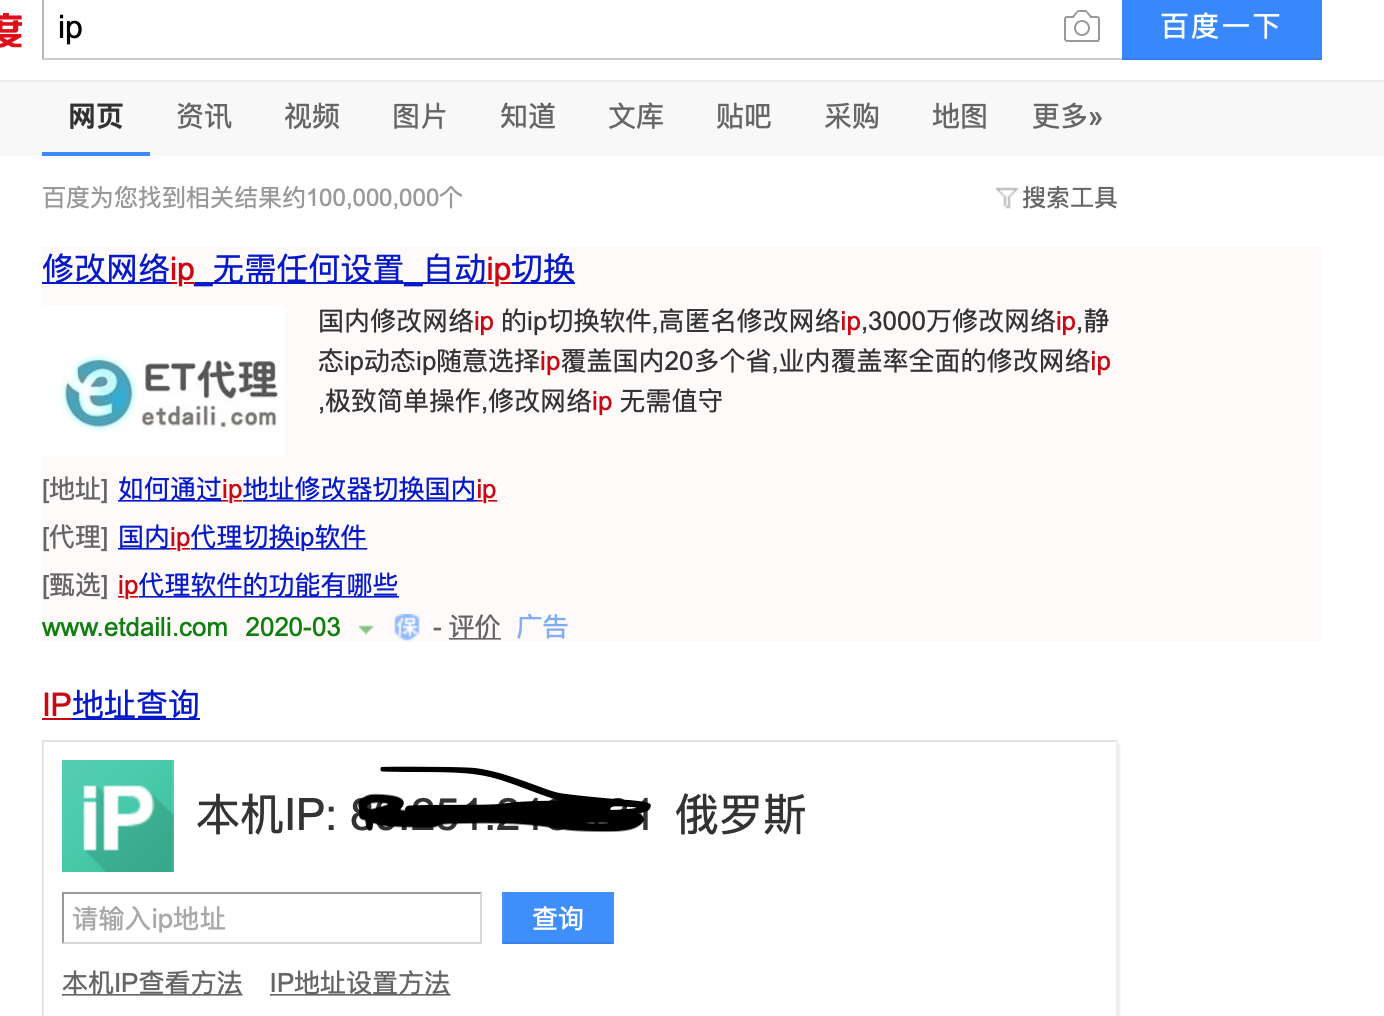 度 ip 百度一下
网页 资讯 视频 图片 知道 文库 贴吧 采购 地图 更多»
百度为您找到相关结果约100,000,000个 搜索工具
修改网络ip_无需任何设置_自动ip切换
国内修改网络ip 的ip切换软件,高匿名修改网络ip,3000万修改网络ip,静
态ip动态ip随意选择ip覆盖国内20多个省,业内覆盖率全面的修改网络ip
,极致简单操作,修改网络ip 无需值守
ET代理
etdaili.com
[地址] 如何通过ip地址修改器切换国内ip
[代理] 国内ip代理切换ip软件
[甄选] ip代理软件的功能有哪些
www.etdaili.com 2020-03 保 - 评价 广告
IP地址查询
iP
本机IP: 俄罗斯
请输入ip地址 查询
本机IP查看方法 IP地址设置方法